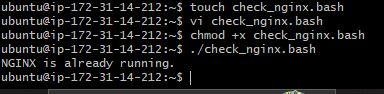 ubuntu@ip-172-31-14-212:~$ touch check_nginx.bash
ubuntu@ip-172-31-14-212:~$ vi check_nginx.bash
ubuntu@ip-172-31-14-212:~$ chmod +x check_nginx.bash
ubuntu@ip-172-31-14-212:~$ ./check_nginx.bash
NGINX is already running.
ubuntu@ip-172-31-14-212:~$